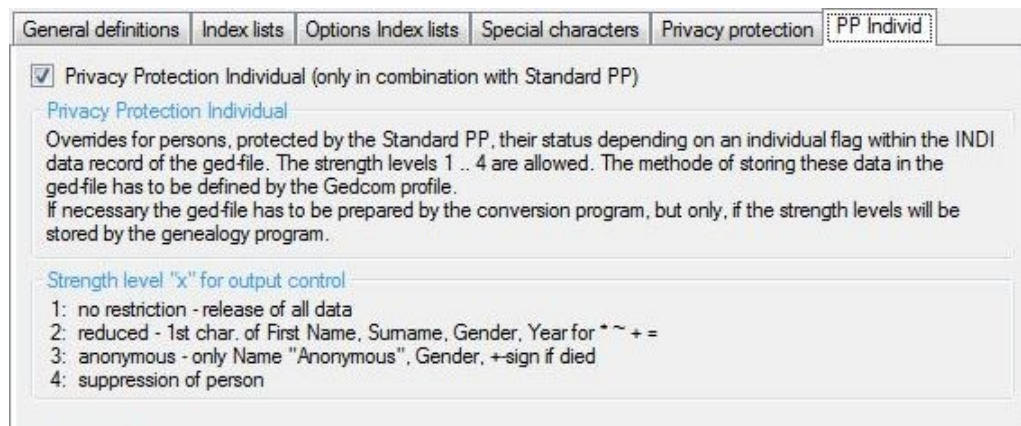 General definitions Index lists Options Index lists Special characters Privacy protection PP Individ
Privacy Protection Individual (only in combination with Standard PP)
Privacy Protection Individual
Overrides for persons, protected by the Standard PP, their status depending on an individual flag within the INDI
data record of the ged-file. The strength levels 1 .. 4 are allowed. The methode of storing these data in the
ged-file has to be defined by the Gedcom profile.
If necessary the ged-file has to be prepared by the conversion program, but only, if the strength levels will be
stored by the genealogy program.
Strength level "x" for output control
1: no restriction - release of all data
2: reduced - 1st char. of First Name, Surname, Gender, Year for * ~ + =
3: anonymous - only Name "Anonymous", Gender, +-sign if died
4: suppression of person